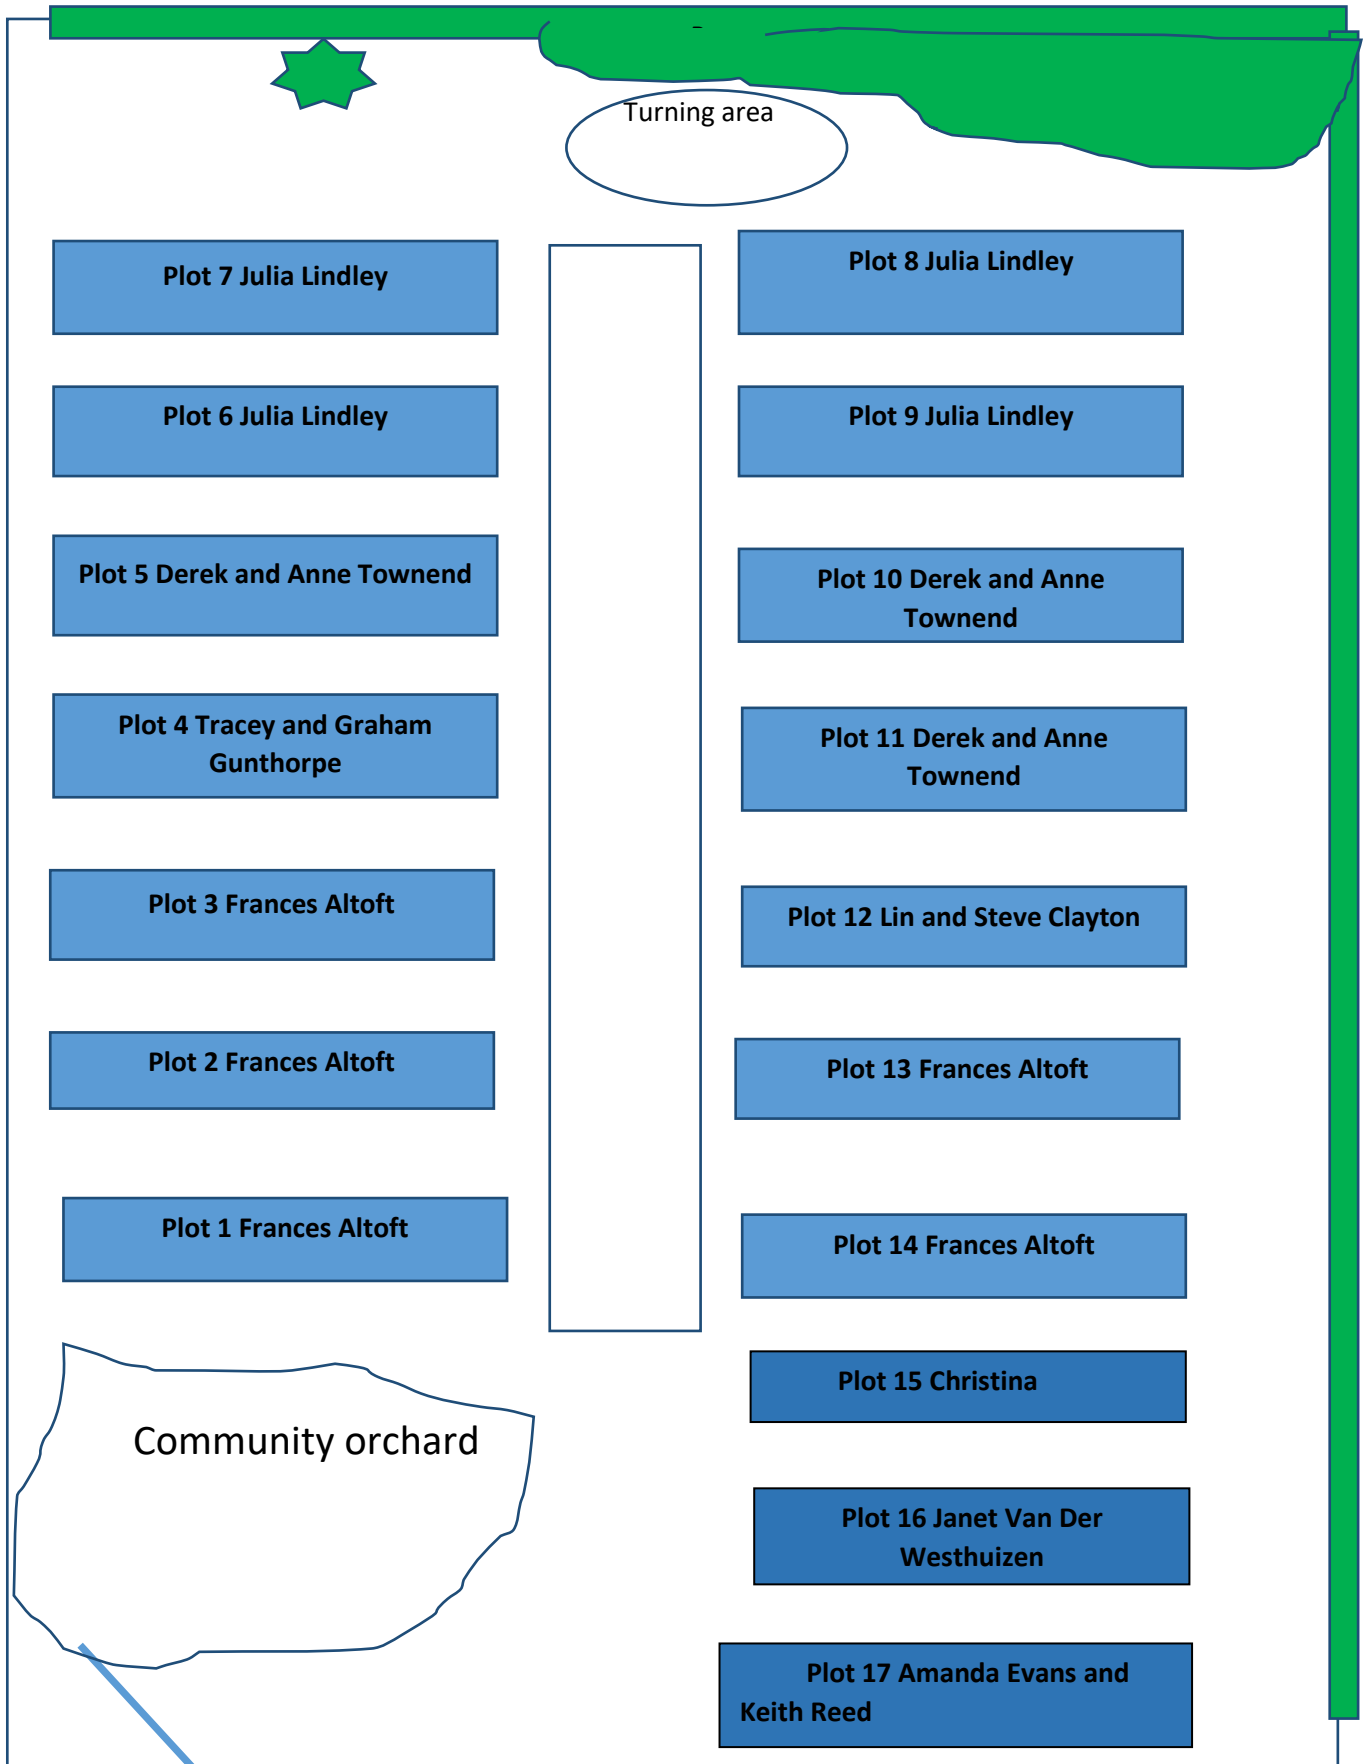 Turning area
Plot 7 Julia Lindley
Plot 8 Julia Lindley
Plot 6 Julia Lindley
Plot 9 Julia Lindley
Plot 5 Derek and Anne Townend
Plot 10 Derek and Anne
Townend
Plot 4 Tracey and Graham
Gunthorpe
Plot 11 Derek and Anne
Townend
Plot 3 Frances Altoft
Plot 12 Lin and Steve Clayton
Plot 2 Frances Altoft
Plot 13 Frances Altoft
Plot 1 Frances Altoft
Plot 14 Frances Altoft
Plot 15 Christina
Community orchard
Plot 16 Janet Van Der
Westhuizen
Plot 17 Amanda Evans and
Keith Reed